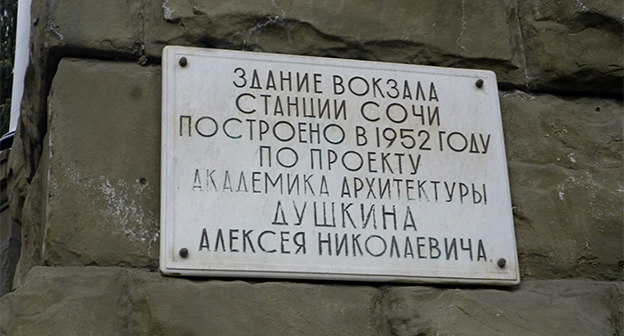 ЗДАНИЕ ВОКЗАЛА
СТАНЦИИ СОЧИ
ПОСТРОЕНО В 1952 ГОДУ
ПО ПРОЕКТУ
АКАДЕМИКА АРХИТЕКТУРЫ
ДУШКИНА
АЛЕКСЕЯ НИКОЛАЕВИЧА.